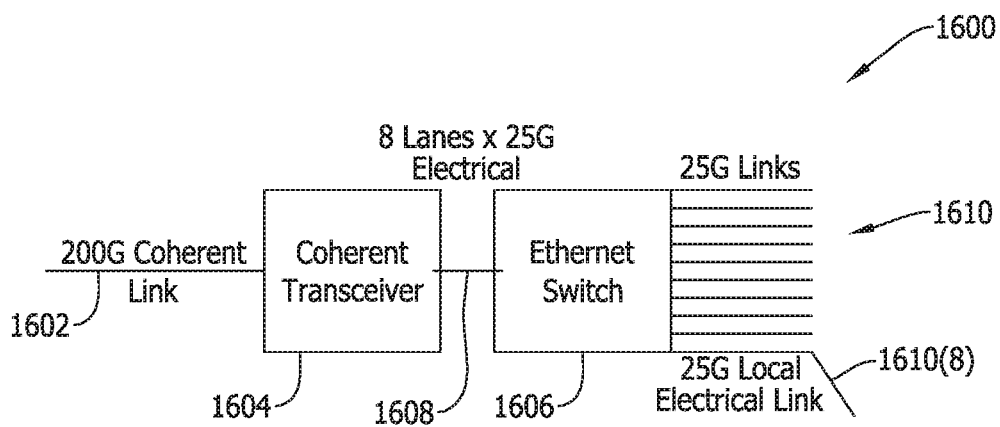 1600
8 Lanes x 25G
Electrical
25G Links
1610
200G Coherent
Link
Coherent
Transceiver
Ethernet
Switch
1602
1604
1608
1606
25G Local
Electrical Link
1610(8)